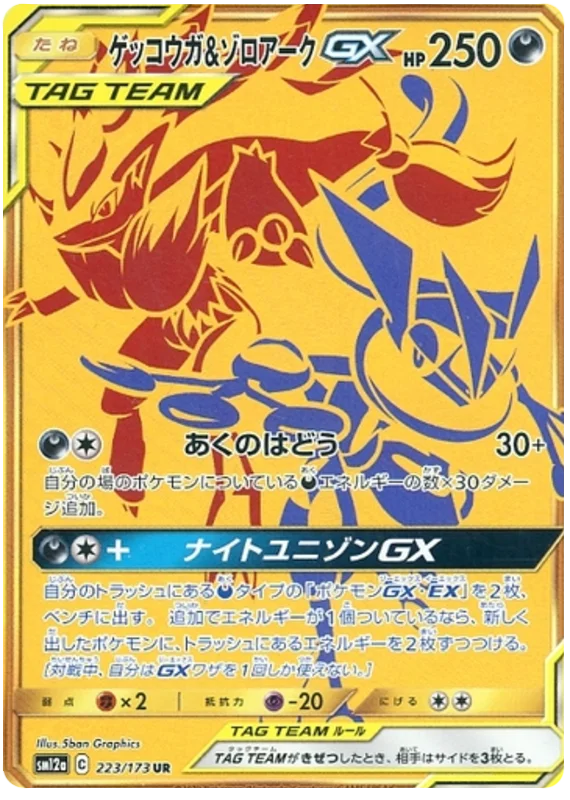 たね ゲッコウガ&ゾロアークGX HP250
TAG TEAM
あくのはどう 30+
自分の場のポケモンについているエネルギーの数×30ダメー
ジ追加。
+ ナイトユニゾンGX
自分のトラッシュにあるタイプの「ポケモンGX・EX」を2枚、
ベンチに出す。追加でエネルギーが1個ついているなら、新しく
出したポケモンに、トラッシュにあるエネルギーを2枚ずつつける。
[対戦中、自分はGXワザを1回しか使えない。]
弱点 ×2 抵抗力 -20 にげる
TAG TEAM ルール
Illus. 5ban Graphics
TAG TEAMがきぜつしたとき、相手はサイドを3枚とる。
sm12a C 223/173 UR